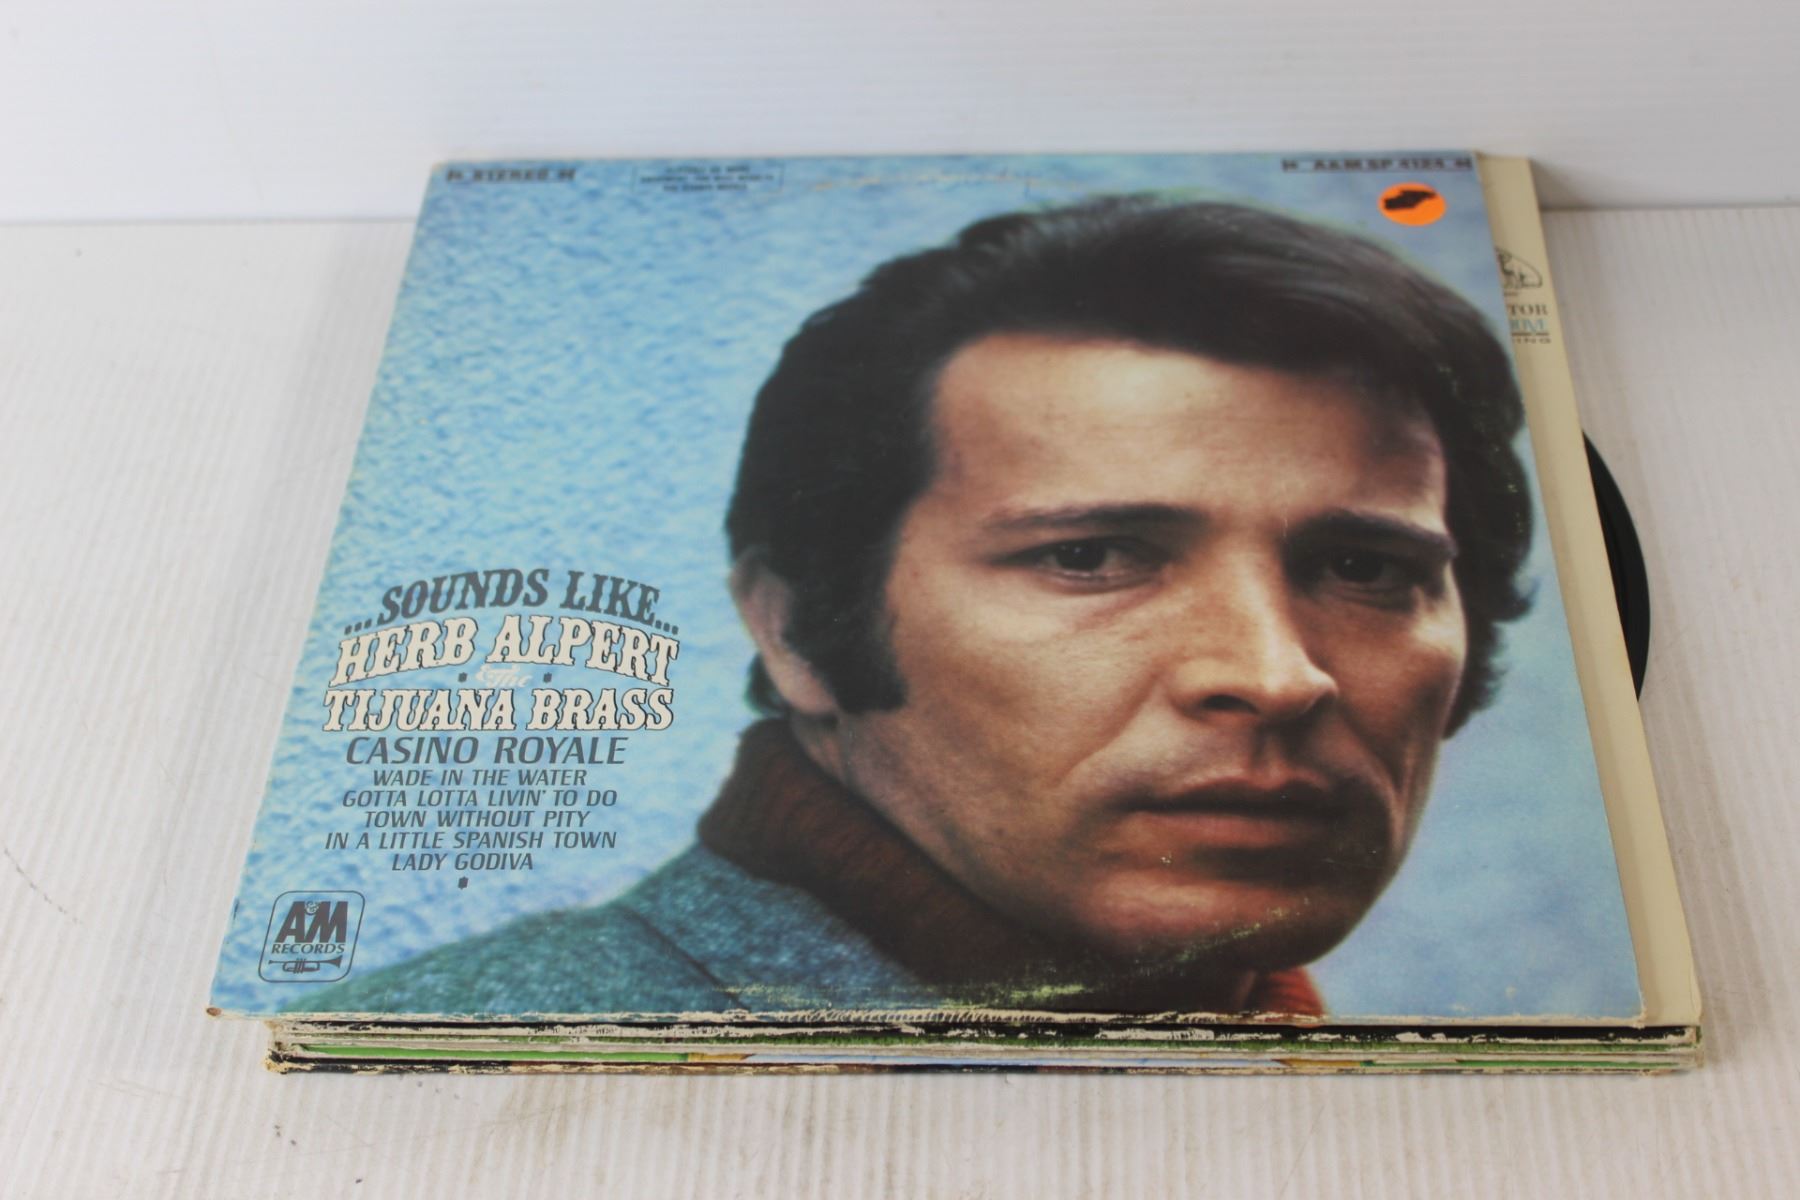 STEREO
A&M SP 4124
...SOUNDS LIKE...
HERB ALPERT
& The
TIJUANA BRASS
CASINO ROYALE
WADE IN THE WATER
GOTTA LOTTA LIVIN' TO DO
TOWN WITHOUT PITY
IN A LITTLE SPANISH TOWN
LADY GODIVA
A&M
RECORDS
TOR